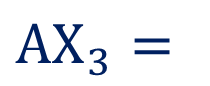 AX₃ =